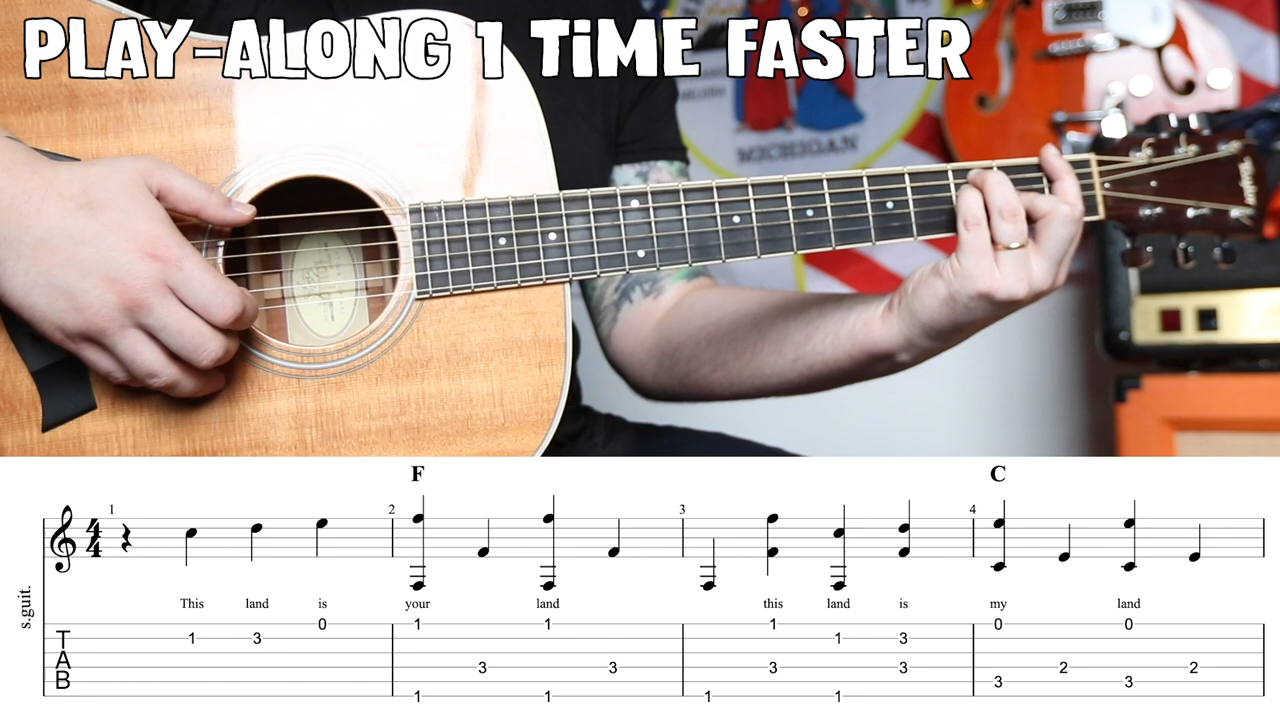 PLAY-ALONG 1 TiME FASTER
MICHIGAN
F C
1 2 3 4
4
4
s.guit.
This land is your land this land is my land
0 1 1 1 0 0
1 3 1 3
T
A 3 3 3 3 2 2
B 3 3
1 1 1 1